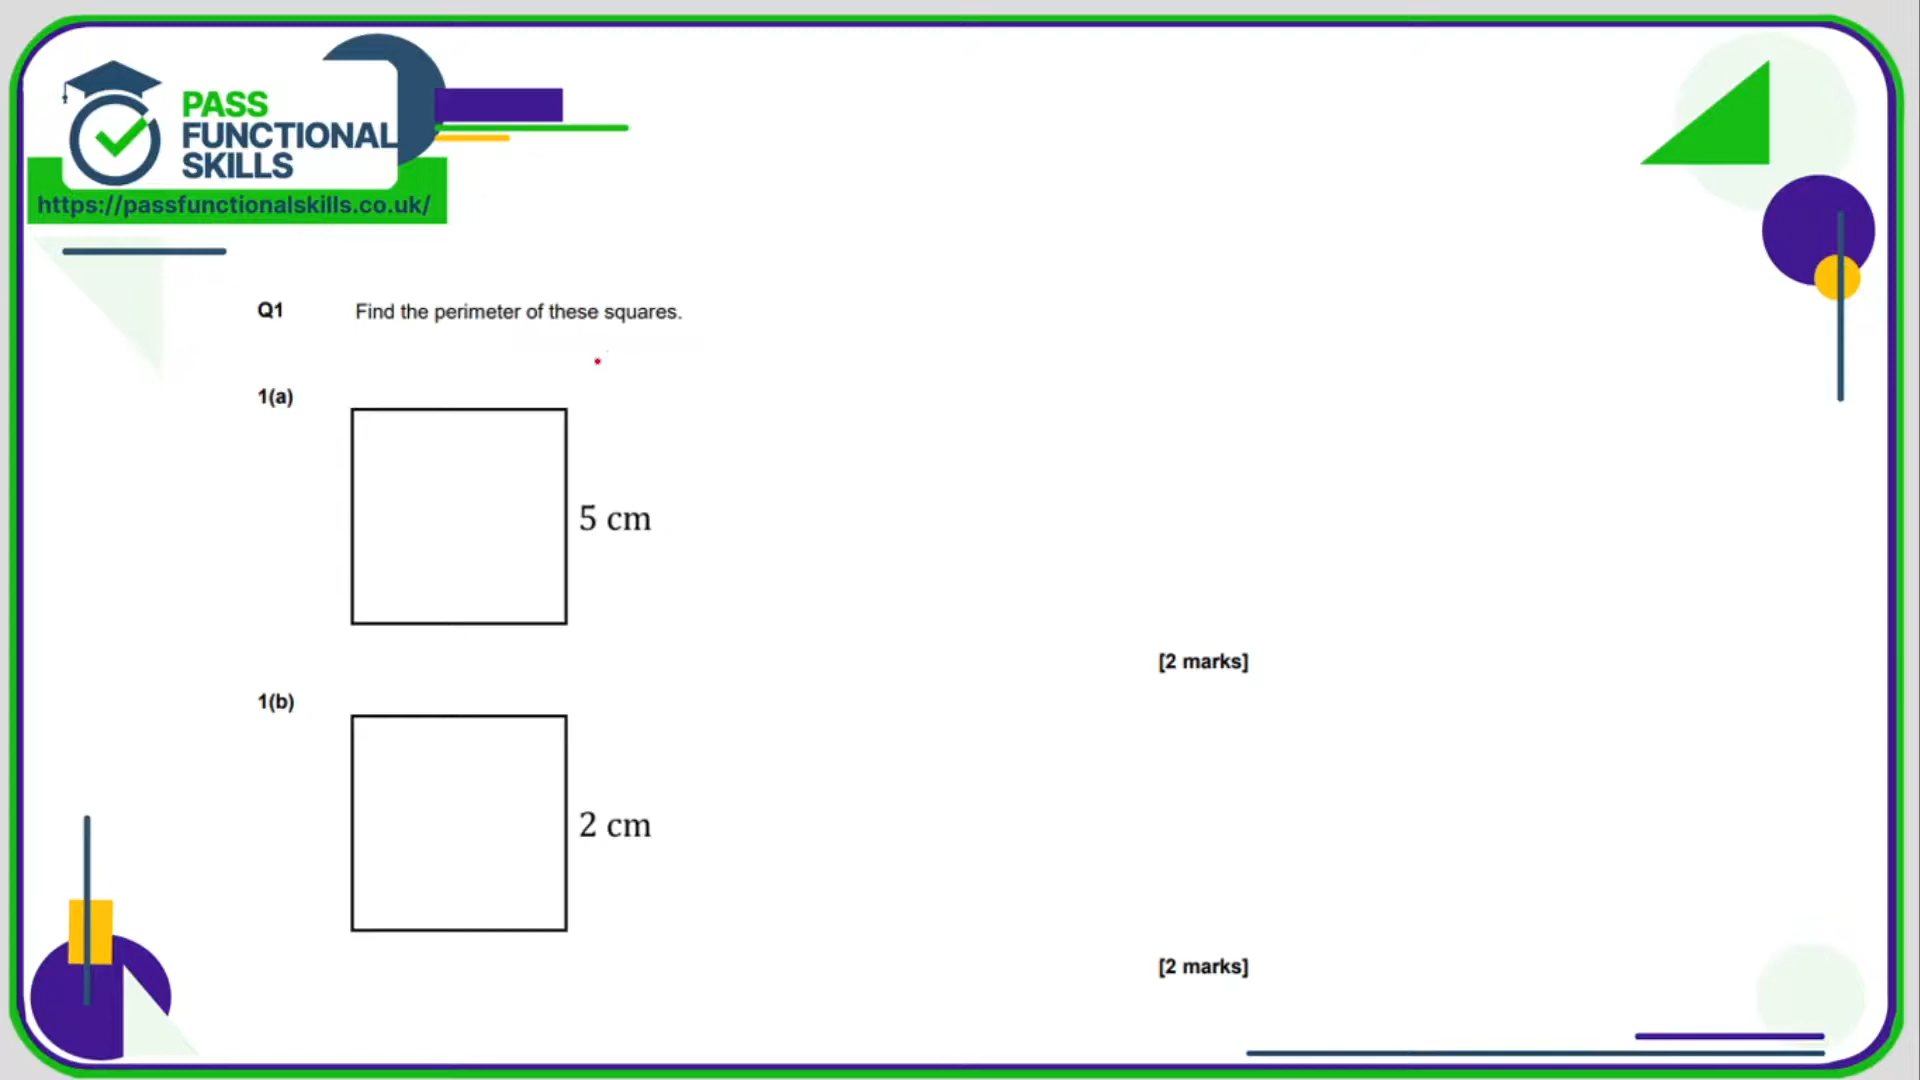 PASS
FUNCTIONAL
SKILLS
https://passfunctionalskills.co.uk/
Q1 Find the perimeter of these squares.
1(a)
5 cm
[2 marks]
1(b)
2 cm
[2 marks]